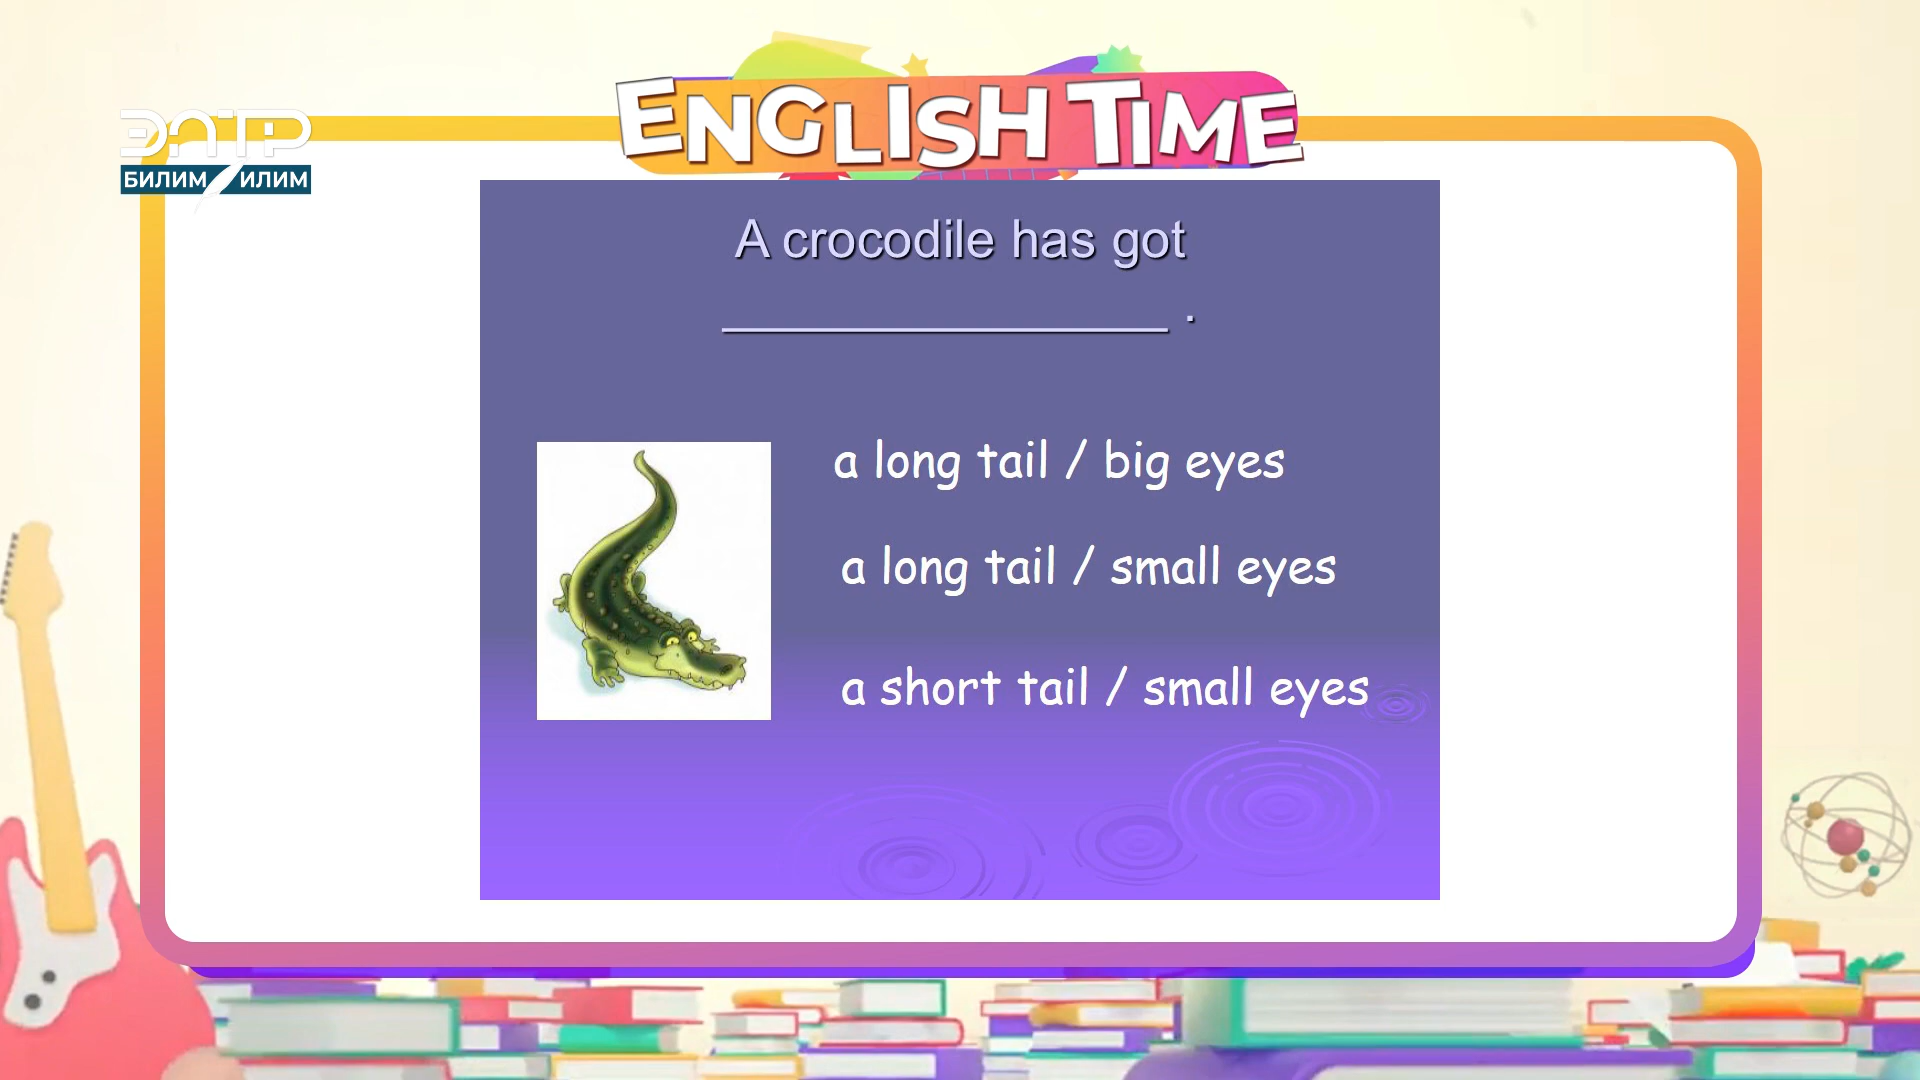 ENGLISH TIME
ЭЛТР
БИЛИМ ИЛИМ
A crocodile has got
_______________ .
a long tail / big eyes
a long tail / small eyes
a short tail / small eyes